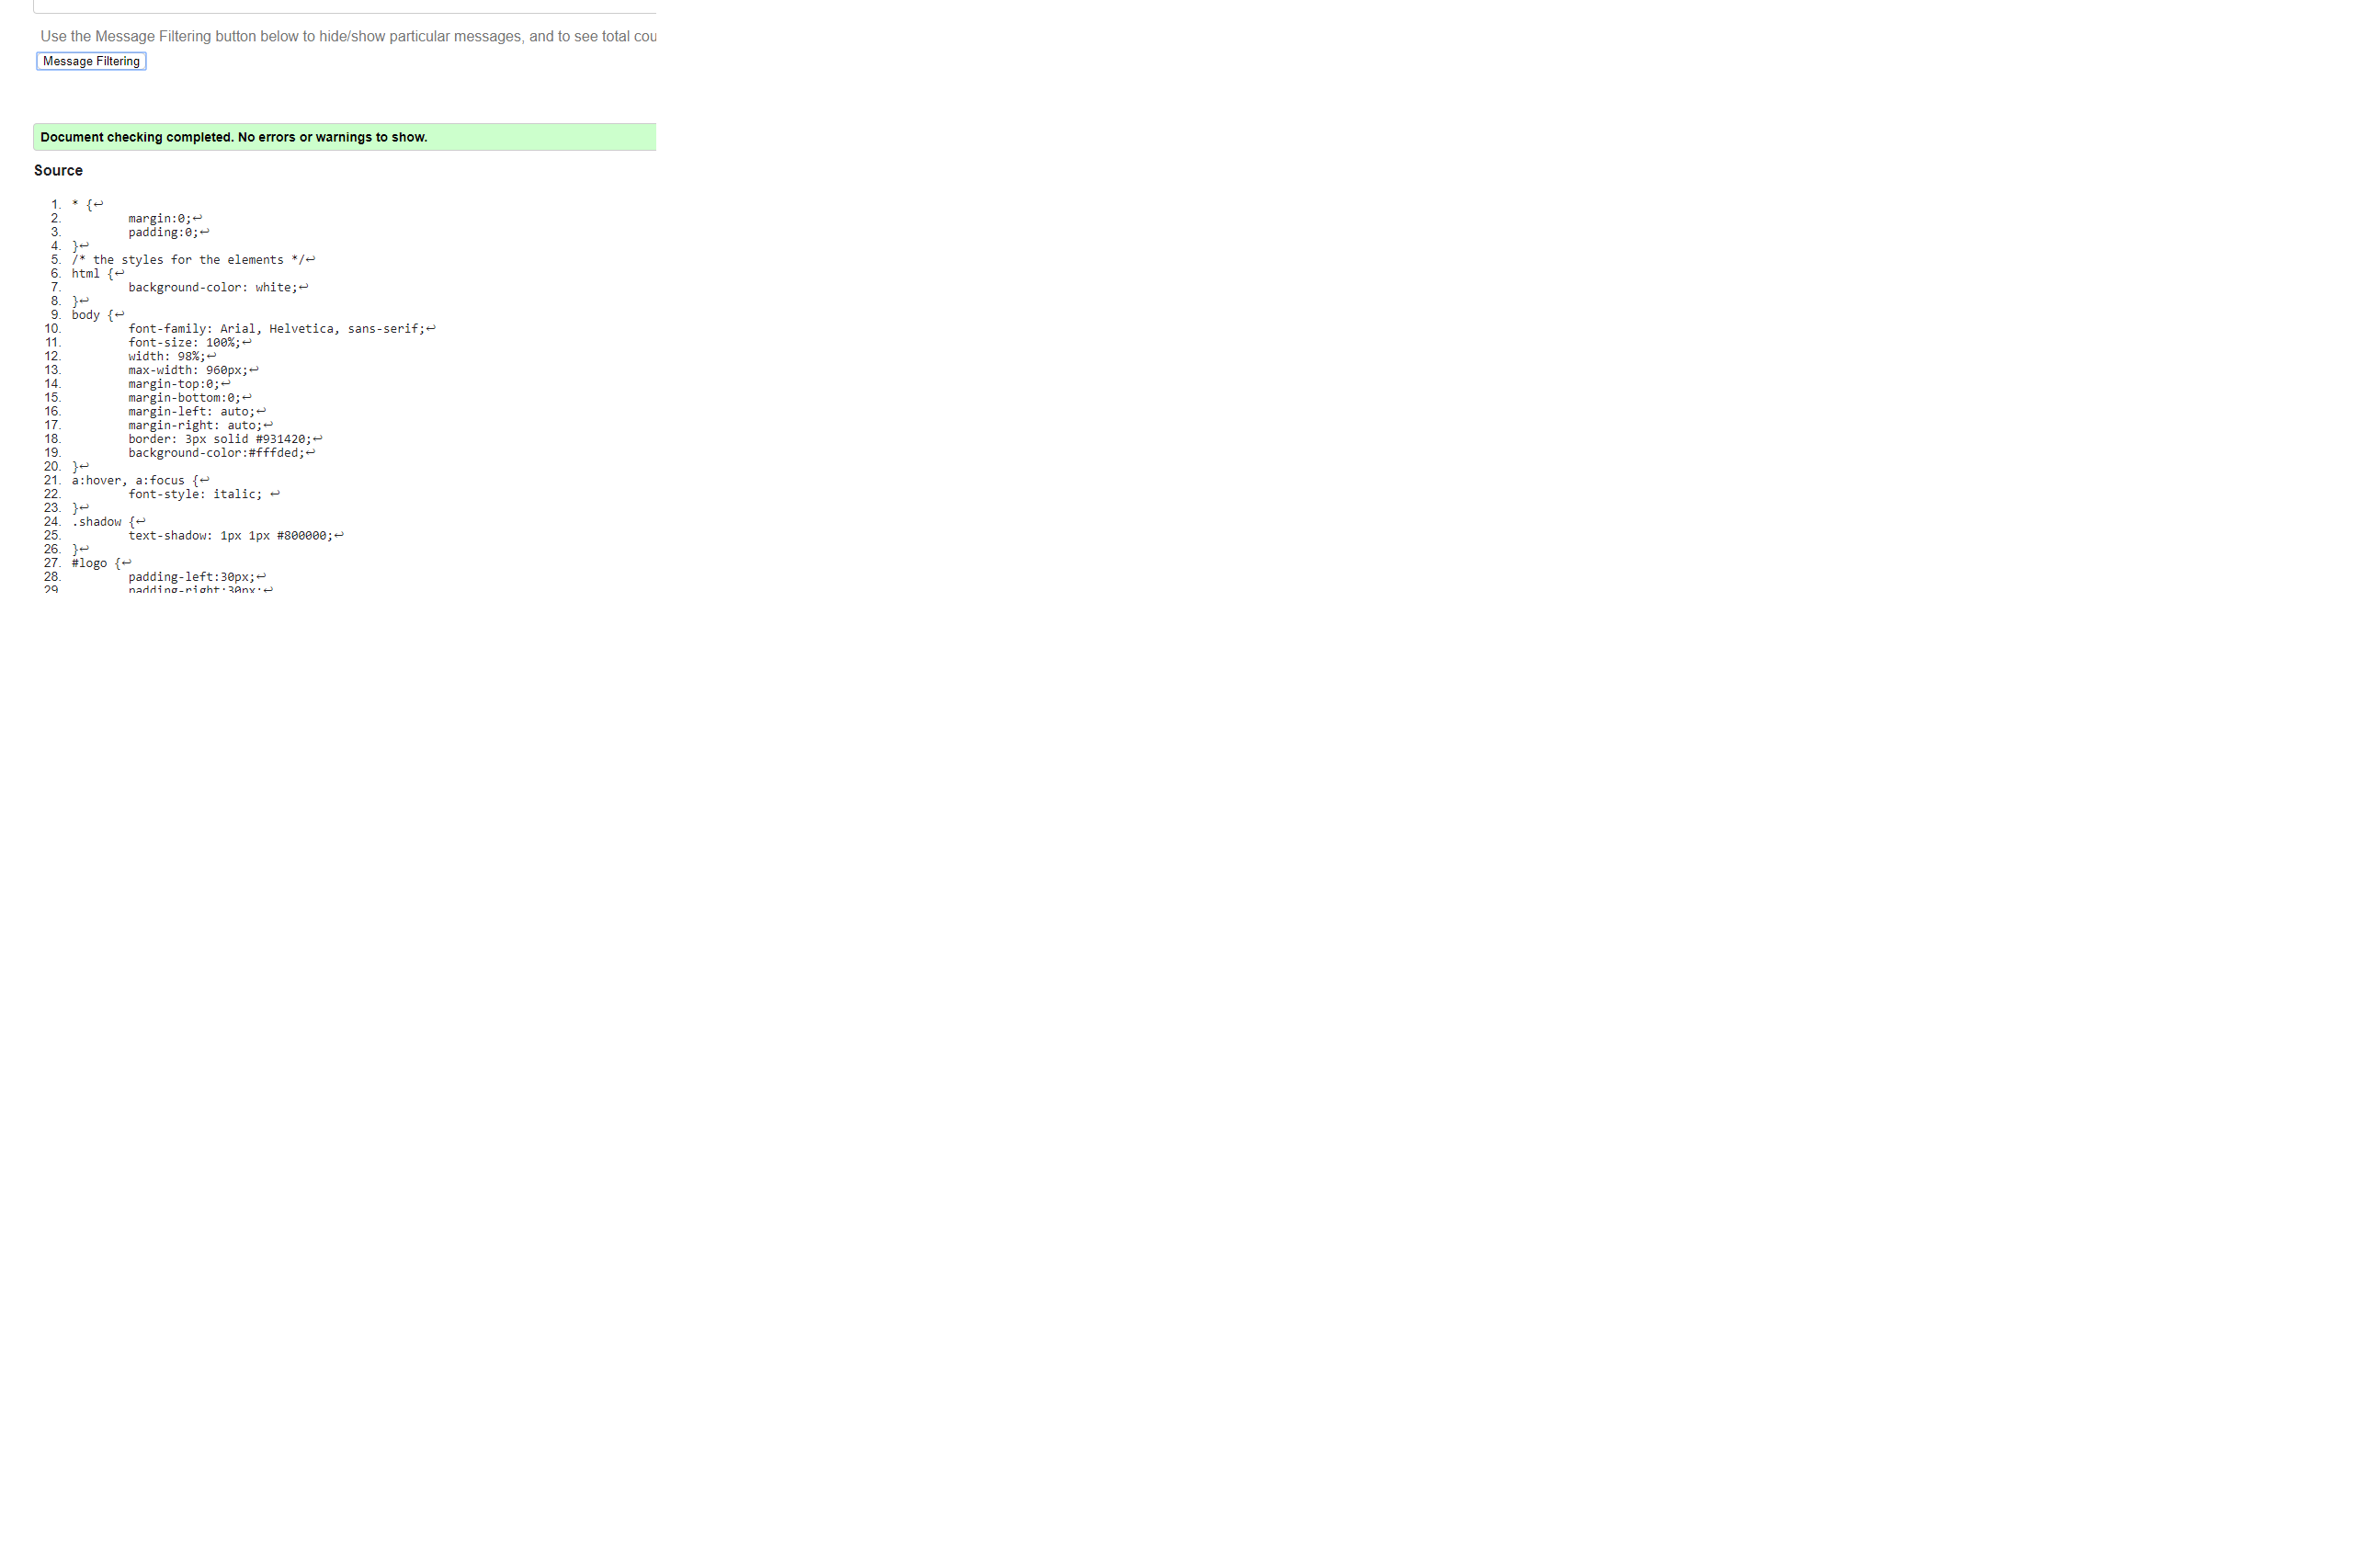 Use the Message Filtering button below to hide/show particular messages, and to see total cou
Message Filtering
Document checking completed. No errors or warnings to show.
Source
1. * {↩
2. margin:0;↩
3. padding:0;↩
4. }↩
5. /* the styles for the elements */↩
6. html {↩
7. background-color: white;↩
8. }↩
9. body {↩
10. font-family: Arial, Helvetica, sans-serif;↩
11. font-size: 100%;↩
12. width: 98%;↩
13. max-width: 960px;↩
14. margin-top:0;↩
15. margin-bottom:0;↩
16. margin-left: auto;↩
17. margin-right: auto;↩
18. border: 3px solid #931420;↩
19. background-color:#fffded;↩
20. }↩
21. a:hover, a:focus {↩
22. font-style: italic; ↩
23. }↩
24. .shadow {↩
25. text-shadow: 1px 1px #800000;↩
26. }↩
27. #logo {↩
28. padding-left:30px;↩
29. padding-right:30px;↩